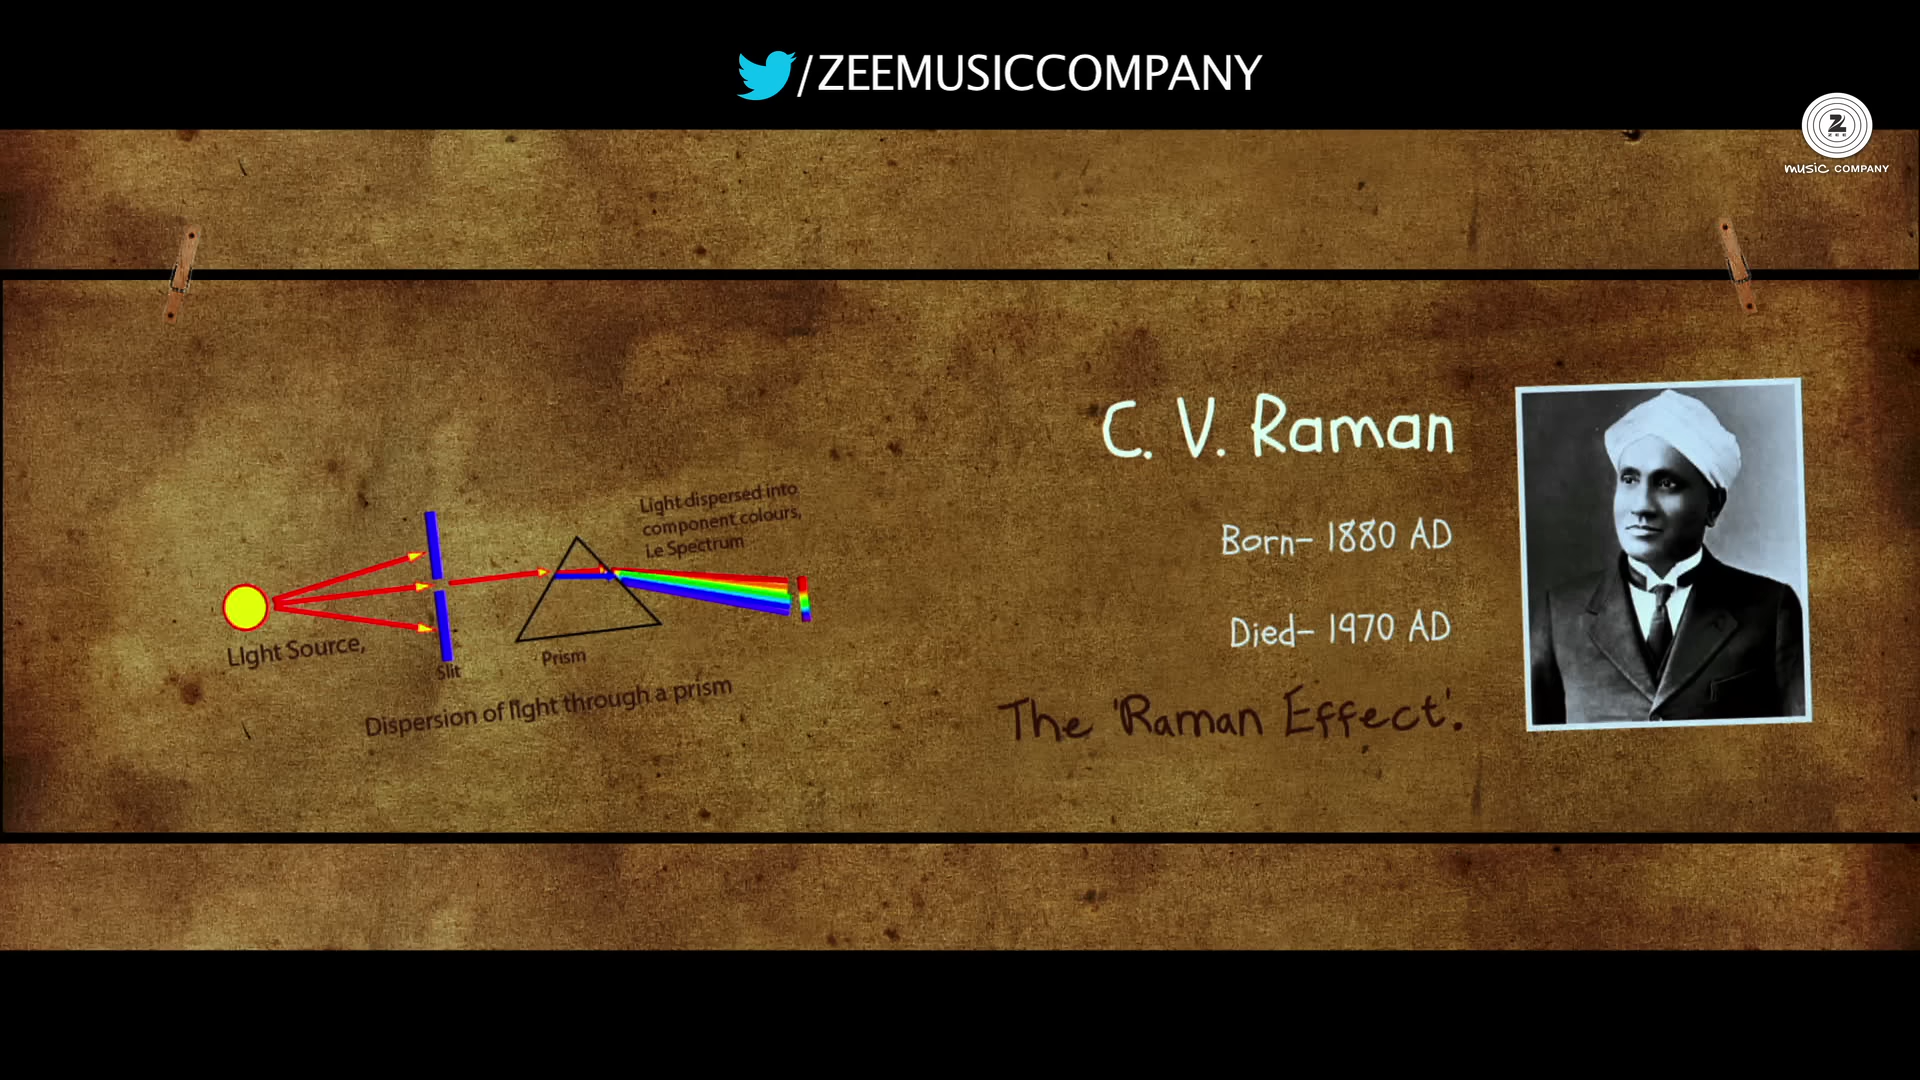 /ZEEMUSICCOMPANY
Z
ZEE
music COMPANY
C. V. Raman
Born- 1880 AD
Died- 1970 AD
The 'Raman Effect'.
Light dispersed into
component colours,
i.e Spectrum
LIght Source,
Slit
Prism
Dispersion of light through a prism